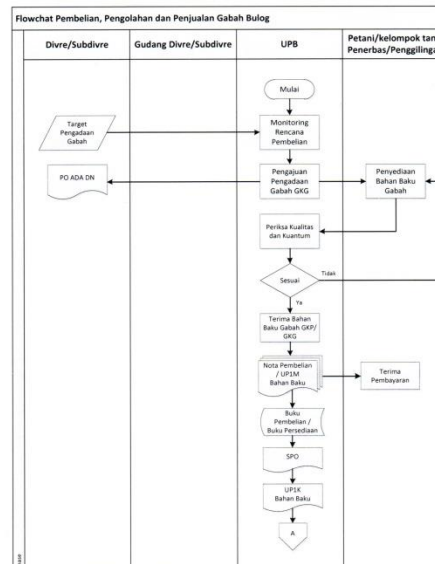 Flowchat Pembelian, Pengolahan dan Penjualan Gabah Bulog
Divre/Subdivre
Gudang Divre/Subdivre
UPB
Petani/kelompok tan
Penerbas/Penggilinga
Mulai
Target
Pengadaan
Gabah
Monitoring
Rencana
Pembelian
PO ADA DN
Pengajuan
Pengadaan
Gabah GKG
Penyediaan
Bahan Baku
Gabah
Periksa Kualitas
dan Kuantum
Sesuai
Tidak
Ya
Terima Bahan
Baku Gabah GKP/
GKG
Nota Pembelian
/ UP1M
Bahan Baku
Terima
Pembayaran
Buku
Pembelian /
Buku Persediaan
SPO
UP1K
Bahan Baku
A